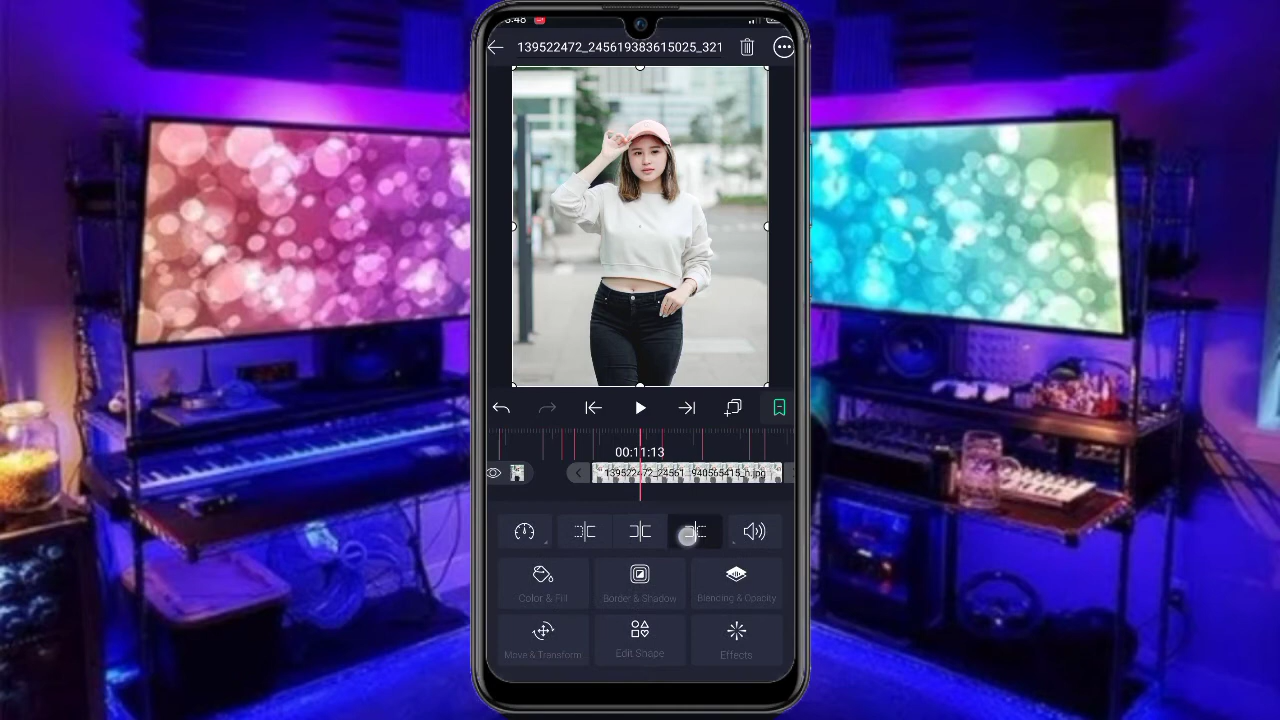 139522472_245619383615025_321
00:11:13
Color & Fill
Border & Shadow
Blending & Opacity
Move & Transform
Edit Shape
Effects